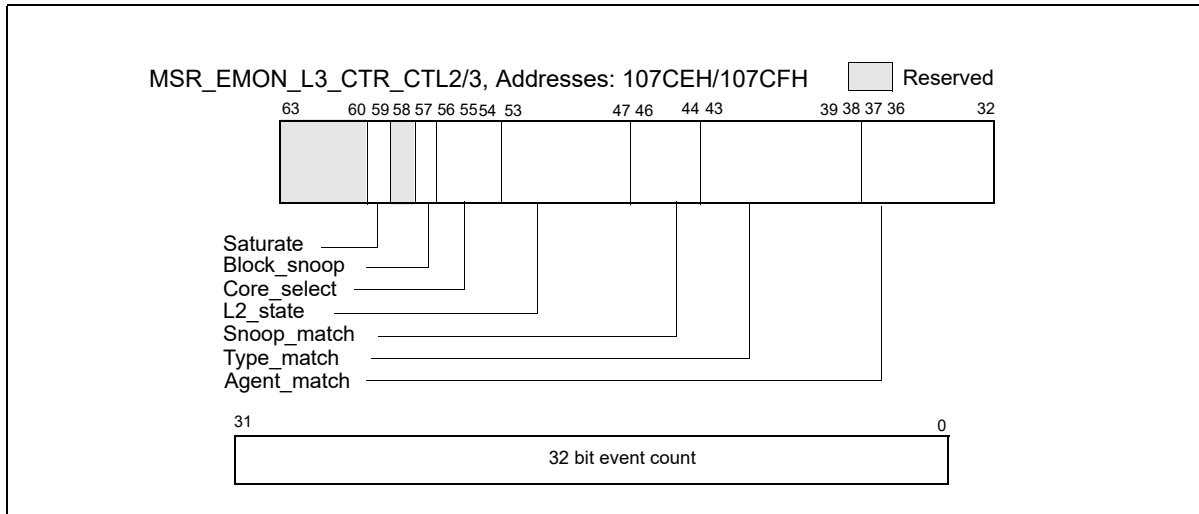 MSR_EMON_L3_CTR_CTL2/3, Addresses: 107CEH/107CFH Reserved
63 60 59 58 57 56 55 54 53 47 46 44 43 39 38 37 36 32
Saturate
Block_snoop
Core_select
L2_state
Snoop_match
Type_match
Agent_match
31 0
32 bit event count